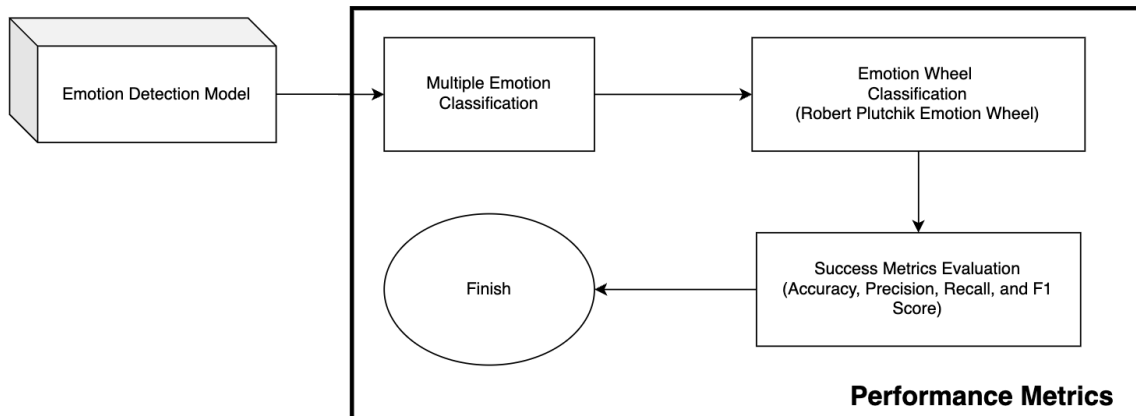 Emotion Detection Model
Multiple Emotion
Classification
Emotion Wheel
Classification
(Robert Plutchik Emotion Wheel)
Success Metrics Evaluation
(Accuracy, Precision, Recall, and F1
Score)
Finish
Performance Metrics